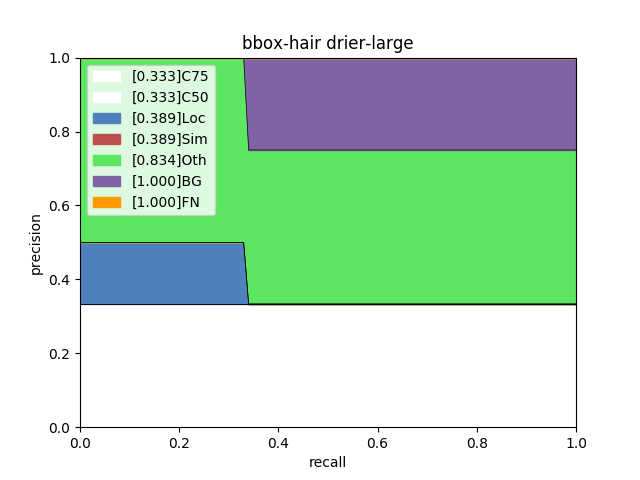 bbox-hair drier-large
1.0
0.8
0.6
0.4
0.2
0.0
precision
[0.333]C75
[0.333]C50
[0.389]Loc
[0.389]Sim
[0.834]Oth
[1.000]BG
[1.000]FN
0.0 0.2 0.4 0.6 0.8 1.0
recall